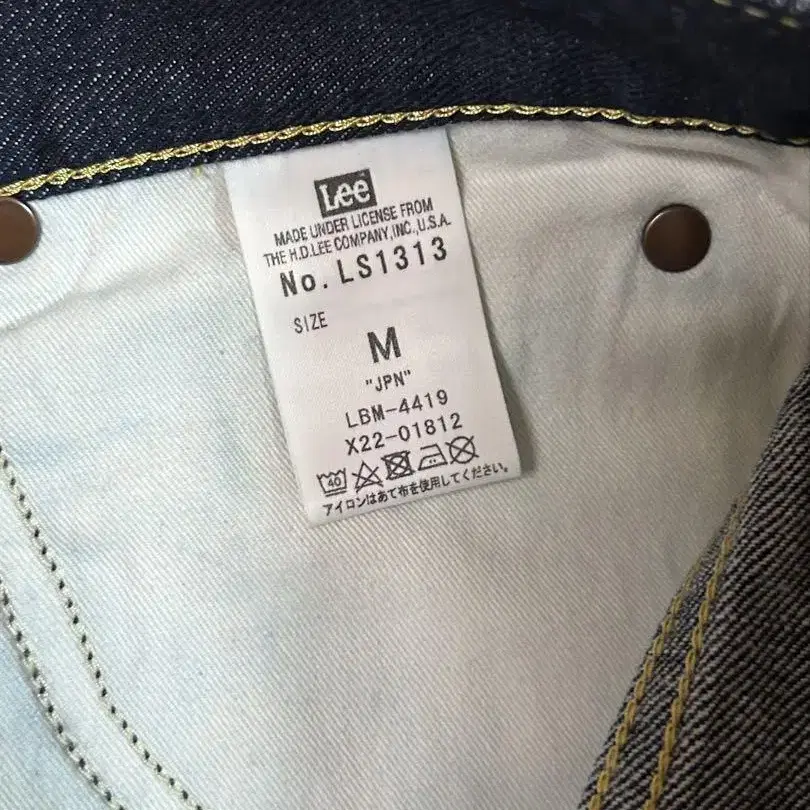 Lee
MADE UNDER LICENSE FROM
THE H.D.LEE COMPANY,INC.,U.S.A.
No. LS1313
SIZE
M
"JPN"
LBM-4419
X22-01812
40
アイロンはあて布を使用してください。